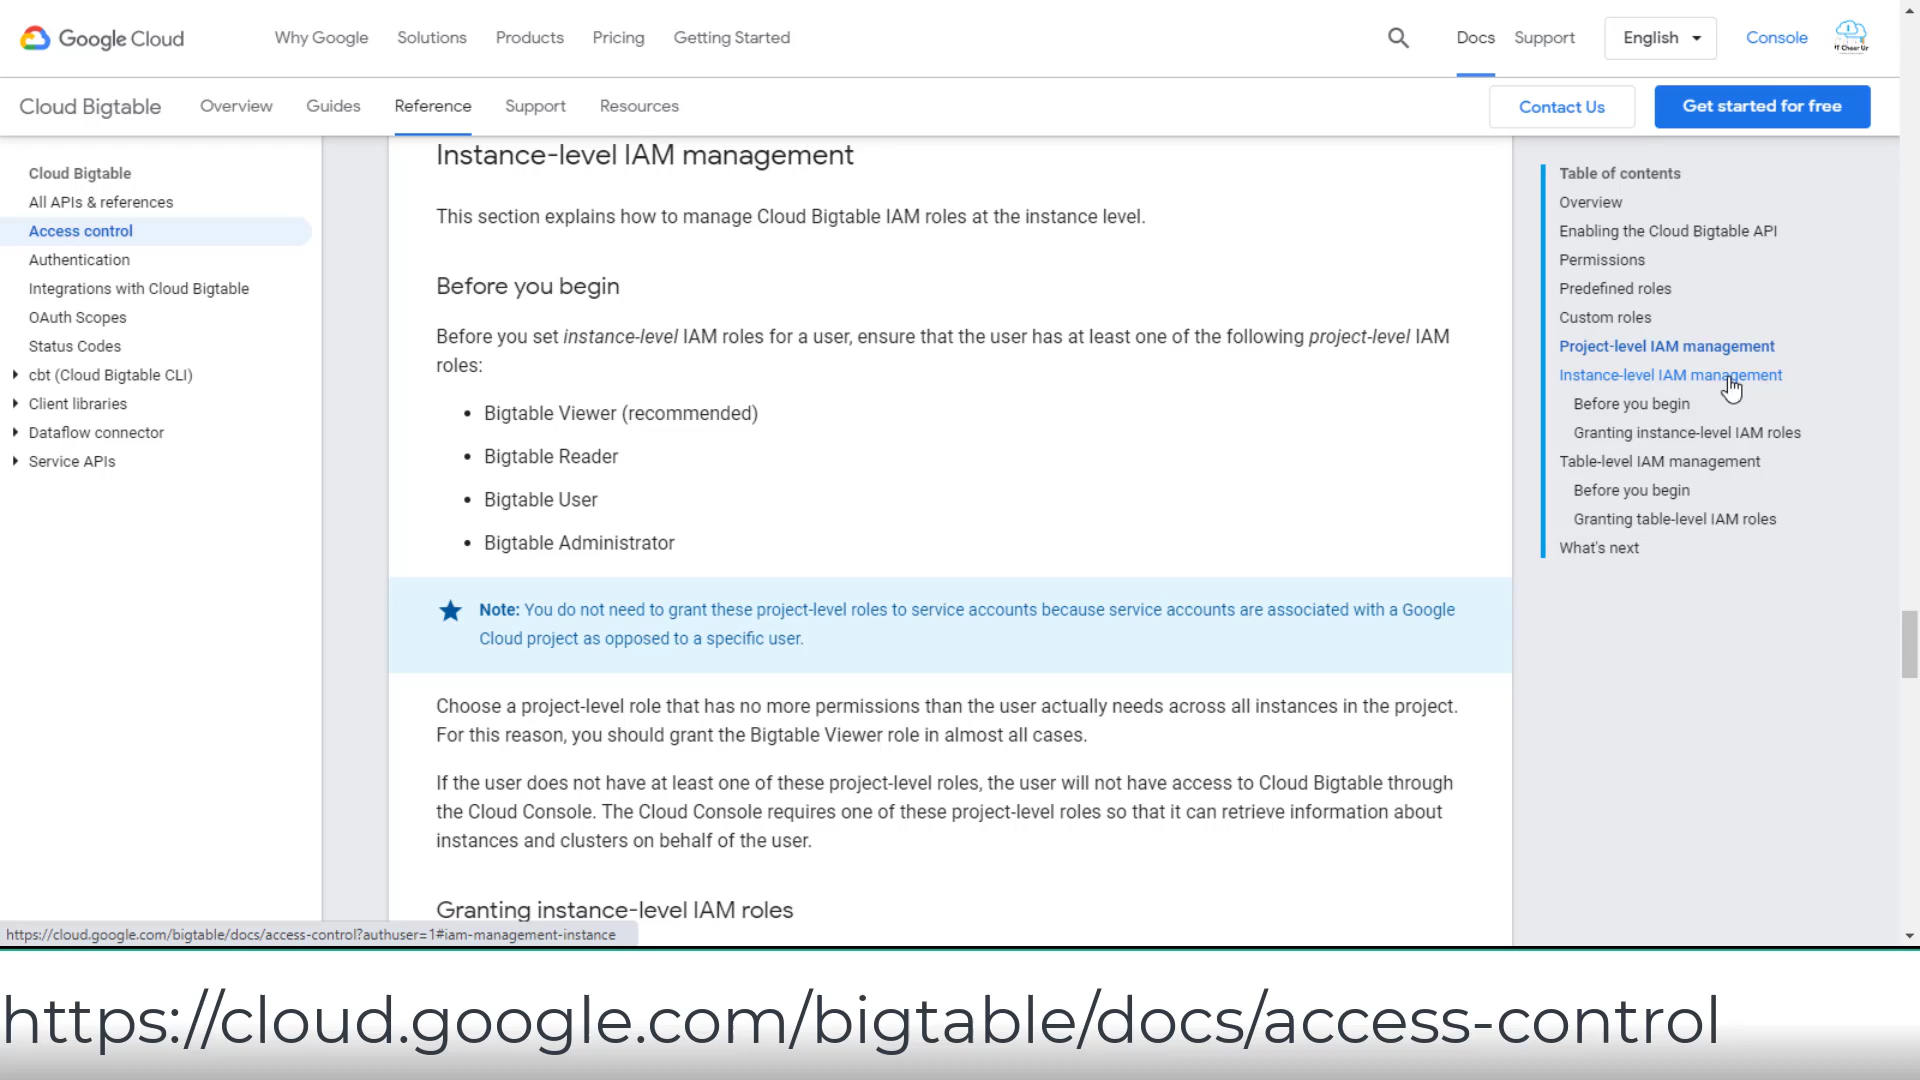 Google Cloud
Why Google
Solutions
Products
Pricing
Getting Started
Docs
Support
English
Console
IT Cheer Up
Cloud Bigtable
Overview
Guides
Reference
Support
Resources
Contact Us
Get started for free
Cloud Bigtable
All APIs & references
Access control
Authentication
Integrations with Cloud Bigtable
OAuth Scopes
Status Codes
cbt (Cloud Bigtable CLI)
Client libraries
Dataflow connector
Service APIs
Instance-level IAM management
This section explains how to manage Cloud Bigtable IAM roles at the instance level.
Before you begin
Before you set instance-level IAM roles for a user, ensure that the user has at least one of the following project-level IAM
roles:
• Bigtable Viewer (recommended)
• Bigtable Reader
• Bigtable User
• Bigtable Administrator
Note: You do not need to grant these project-level roles to service accounts because service accounts are associated with a Google
Cloud project as opposed to a specific user.
Choose a project-level role that has no more permissions than the user actually needs across all instances in the project.
For this reason, you should grant the Bigtable Viewer role in almost all cases.
If the user does not have at least one of these project-level roles, the user will not have access to Cloud Bigtable through
the Cloud Console. The Cloud Console requires one of these project-level roles so that it can retrieve information about
instances and clusters on behalf of the user.
Granting instance-level IAM roles
Table of contents
Overview
Enabling the Cloud Bigtable API
Permissions
Predefined roles
Custom roles
Project-level IAM management
Instance-level IAM management
Before you begin
Granting instance-level IAM roles
Table-level IAM management
Before you begin
Granting table-level IAM roles
What's next
https://cloud.google.com/bigtable/docs/access-control?authuser=1#iam-management-instance
https://cloud.google.com/bigtable/docs/access-control